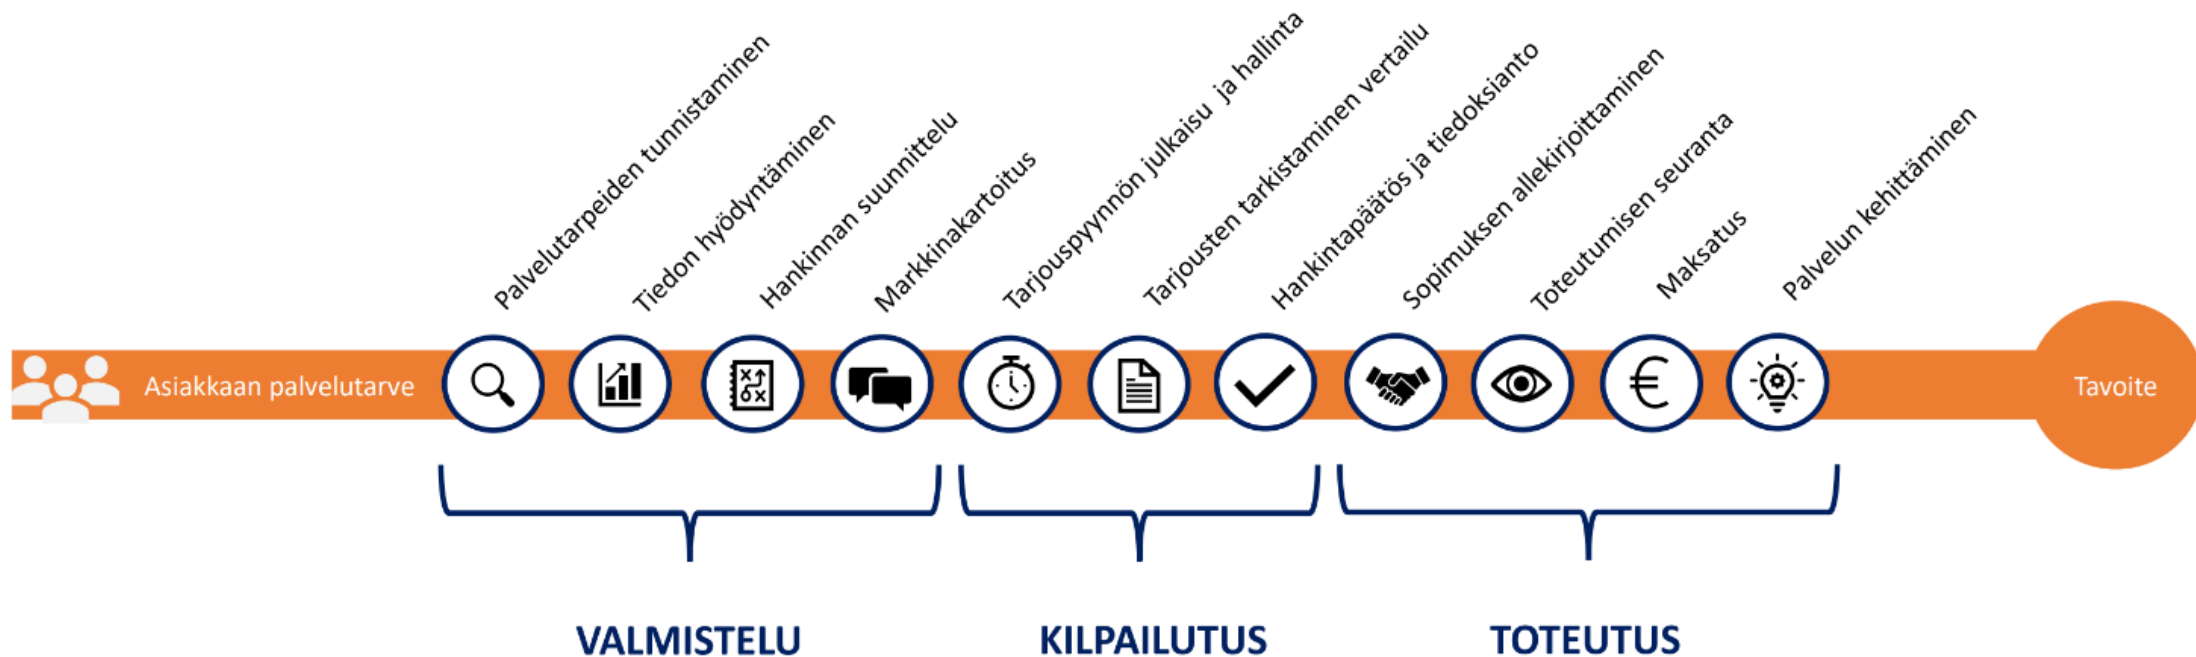 Palvelutarpeiden tunnistaminen
Tiedon hyödyntäminen
Hankinnan suunnittelu
Markkinakartoitus
Tarjouspyynnön julkaisu  ja hallinta
Tarjousten tarkistaminen vertailu
Hankintapäätös ja tiedoksianto
Sopimuksen allekirjoittaminen
Toteutumisen seuranta
Maksatus
Palvelun kehittäminen
Asiakkaan palvelutarve
Tavoite
VALMISTELU
KILPAILUTUS
TOTEUTUS